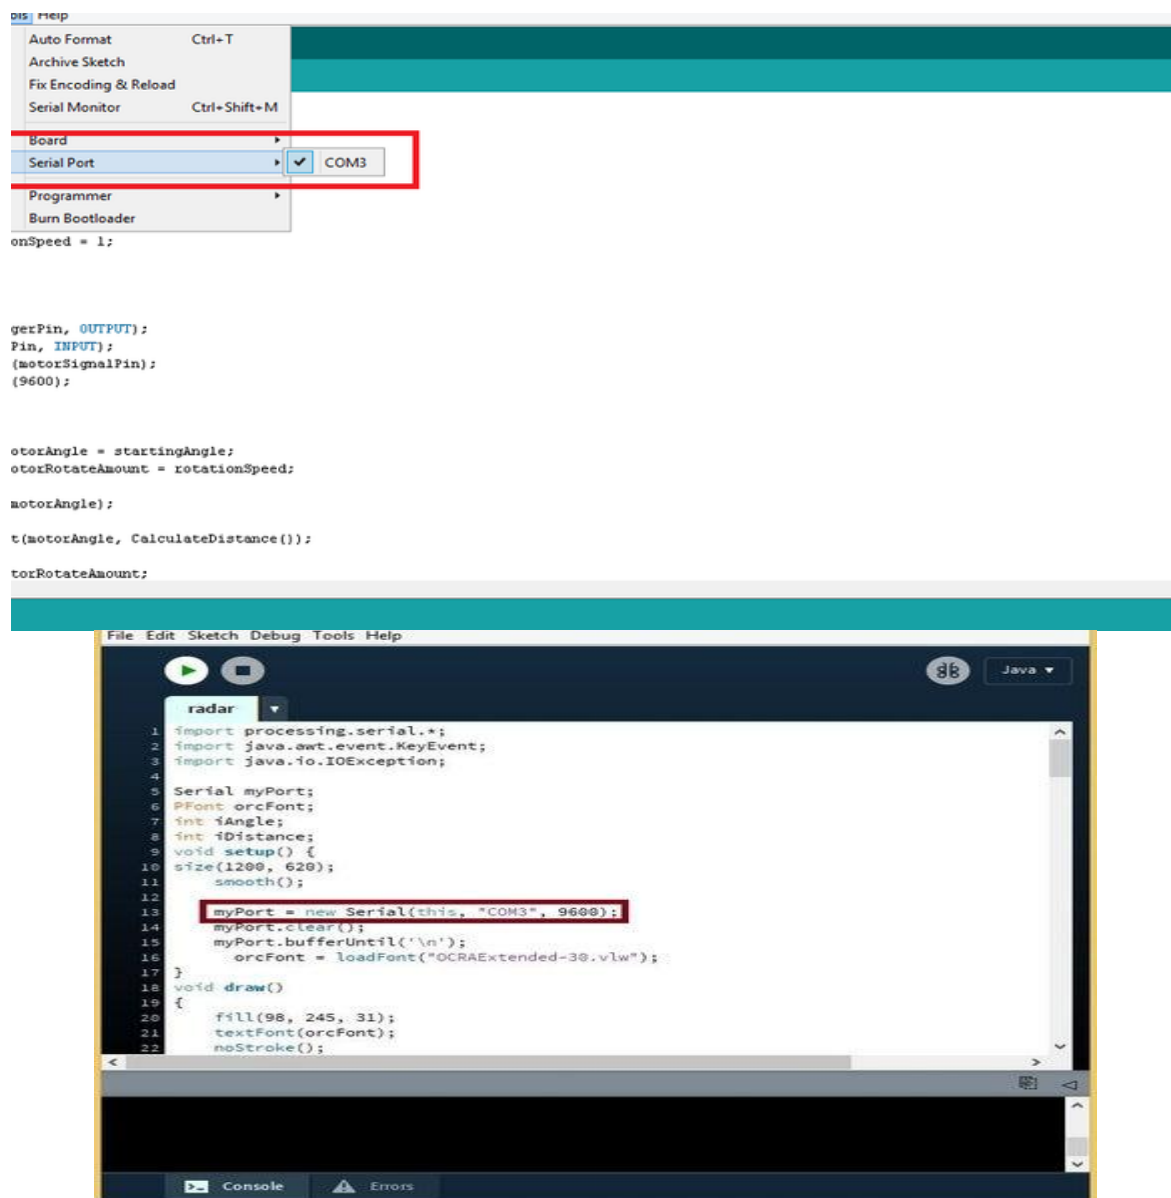 Help
Auto Format Ctrl+T
Archive Sketch
Fix Encoding & Reload
Serial Monitor Ctrl+Shift+M
Board
Serial Port COM3
Programmer
Burn Bootloader
onSpeed = 1;
gerPin, OUTPUT);
Pin, INPUT);
(motorSignalPin);
(9600);
otorAngle = startingAngle;
otorRotateAmount = rotationSpeed;
motorAngle);
t(motorAngle, CalculateDistance());
torRotateAmount;
File Edit Sketch Debug Tools Help
Java
radar
1 import processing.serial.*;
2 import java.awt.event.KeyEvent;
3 import java.io.IOException;
4
5 Serial myPort;
6 PFont orcFont;
7 int iAngle;
8 int iDistance;
9 void setup() {
10 size(1200, 620);
11 smooth();
12
13 myPort = new Serial(this, "COM3", 9600);
14 myPort.clear();
15 myPort.bufferUntil('\n');
16 orcFont = loadFont("OCRAExtended-30.vlw");
17 }
18 void draw()
19 {
20 fill(98, 245, 31);
21 textFont(orcFont);
22 noStroke();
Console Errors